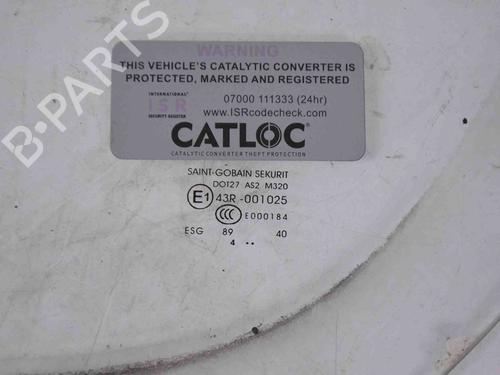 WARNING
THIS VEHICLE'S CATALYTIC CONVERTER IS
PROTECTED, MARKED AND REGISTERED
INTERNATIONAL
ISR
SECURITY REGISTER
07000 111333 (24hr)
www.ISRcodecheck.com
CATLOC®
CATALYTIC CONVERTER THEFT PROTECTION
SAINT-GOBAIN SEKURIT
DOT27 AS2 M320
E1 43R-001025
CCC E000184
ESG 89 40
4 ..
B-PARTS